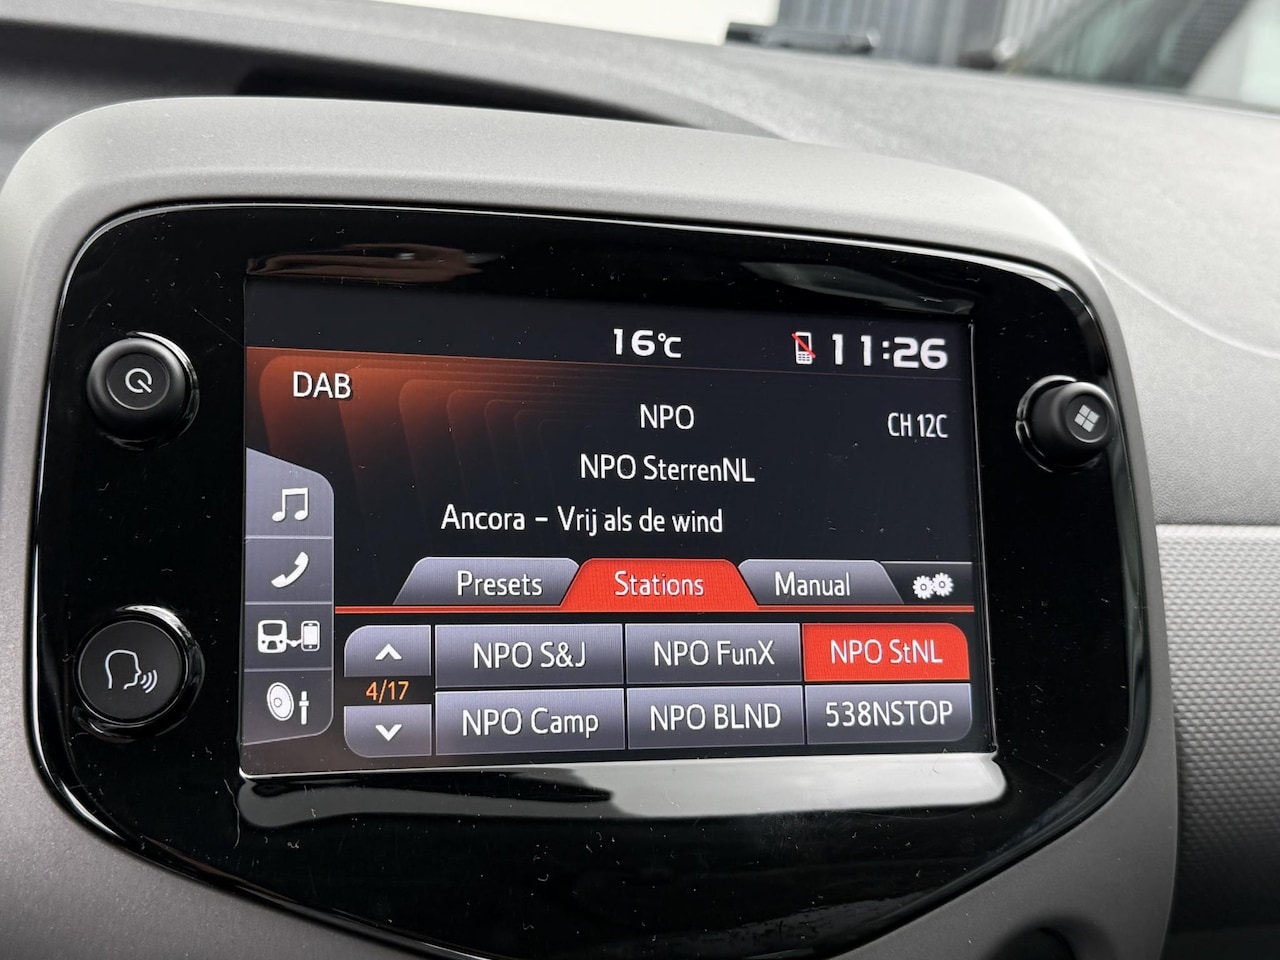 16°C 11:26
DAB
NPO
CH 12C
NPO SterrenNL
Ancora - Vrij als de wind
Presets Stations Manual
NPO S&J NPO FunX NPO StNL
4/17
NPO Camp NPO BLND 538NSTOP